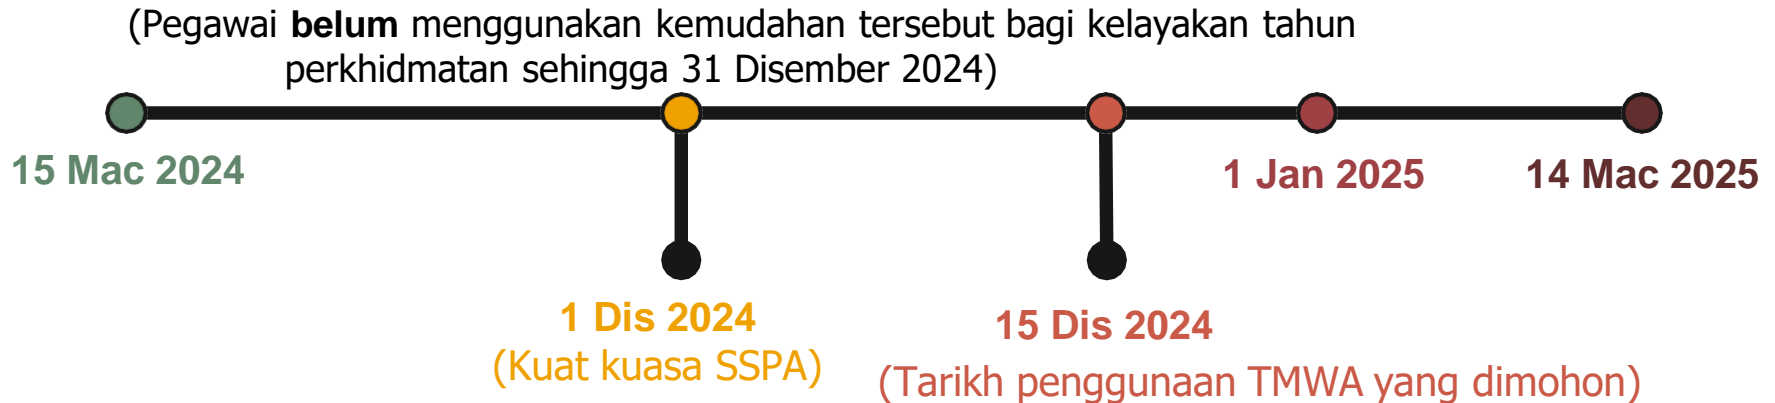 (Pegawai belum menggunakan kemudahan tersebut bagi kelayakan tahun
perkhidmatan sehingga 31 Disember 2024)
15 Mac 2024
1 Jan 2025
14 Mac 2025
1 Dis 2024
(Kuat kuasa SSPA)
15 Dis 2024
(Tarikh penggunaan TMWA yang dimohon)